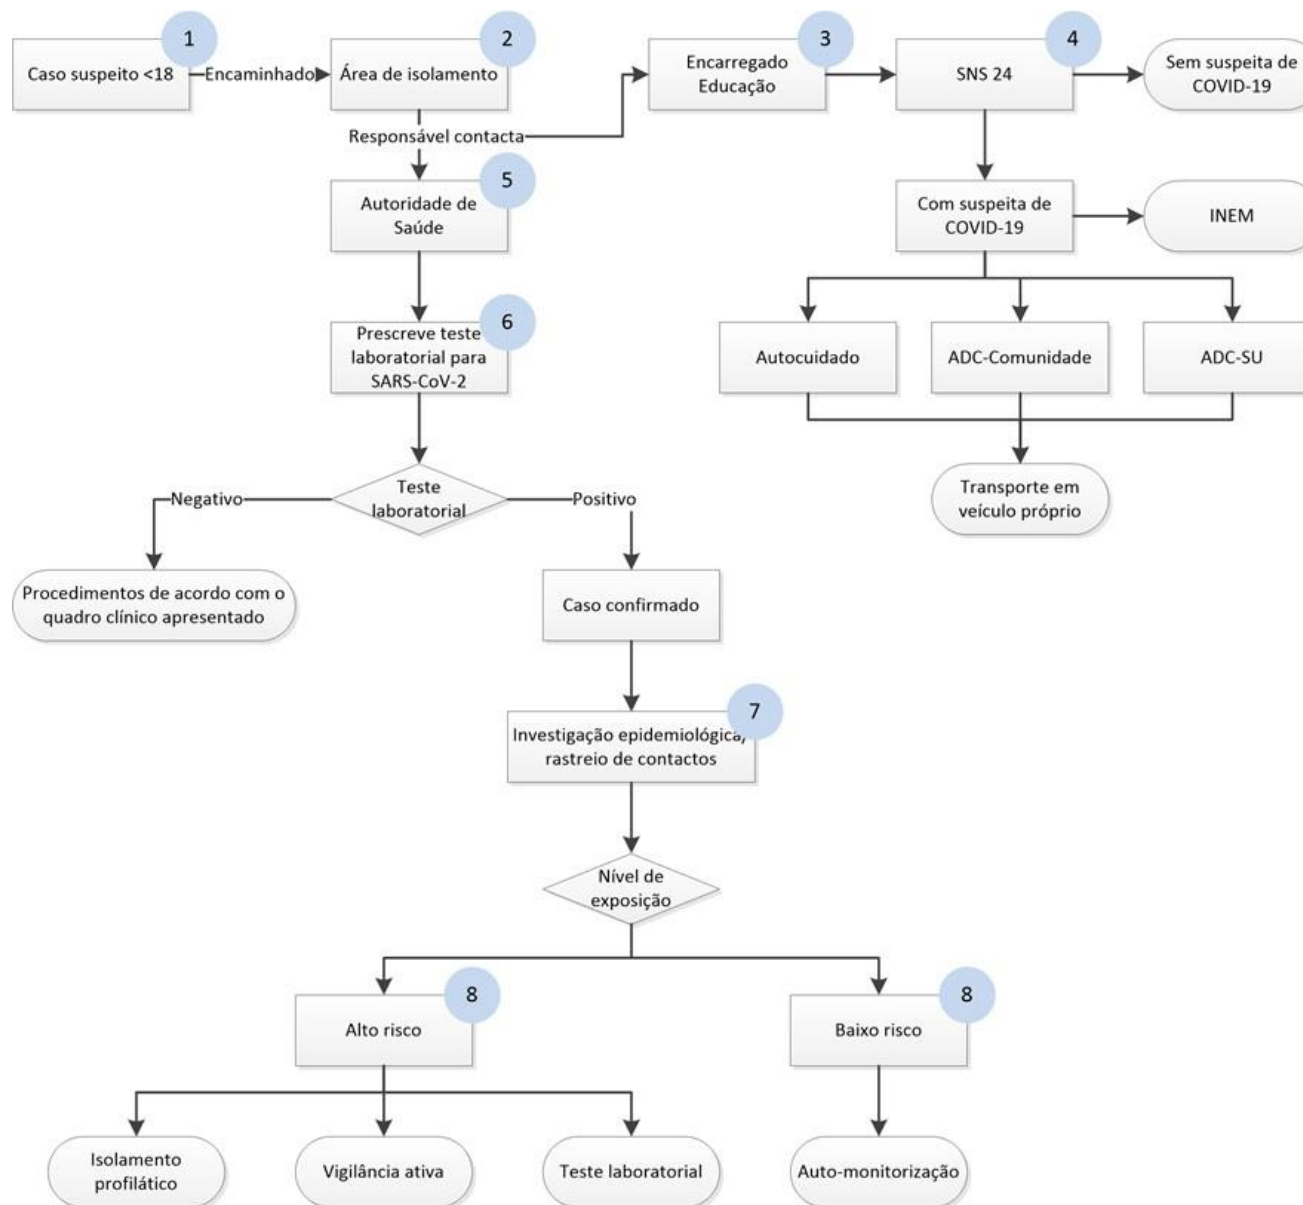 1
Caso suspeito <18
Encaminhado
2
Área de isolamento
3
Encarregado
Educação
4
SNS 24
Sem suspeita de
COVID-19
Responsável contacta
5
Autoridade de
Saúde
Com suspeita de
COVID-19
INEM
6
Prescreve teste
laboratorial para
SARS-CoV-2
Autocuidado
ADC-Comunidade
ADC-SU
Teste
laboratorial
Negativo
Positivo
Transporte em
veículo próprio
Procedimentos de acordo com o
quadro clínico apresentado
Caso confirmado
7
Investigação epidemiológica/
rastreio de contactos
Nível de
exposição
8
Alto risco
8
Baixo risco
Isolamento
profilático
Vigilância ativa
Teste laboratorial
Auto-monitorização